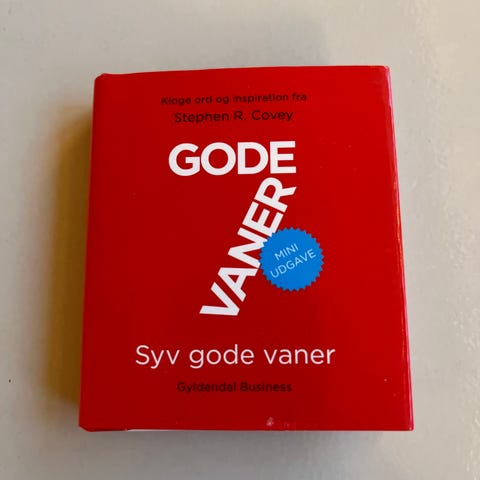 Kloge ord og inspiration fra
Stephen R. Covey
GODE
VANER
MINI
UDGAVE
Syv gode vaner
Gyldendal Business